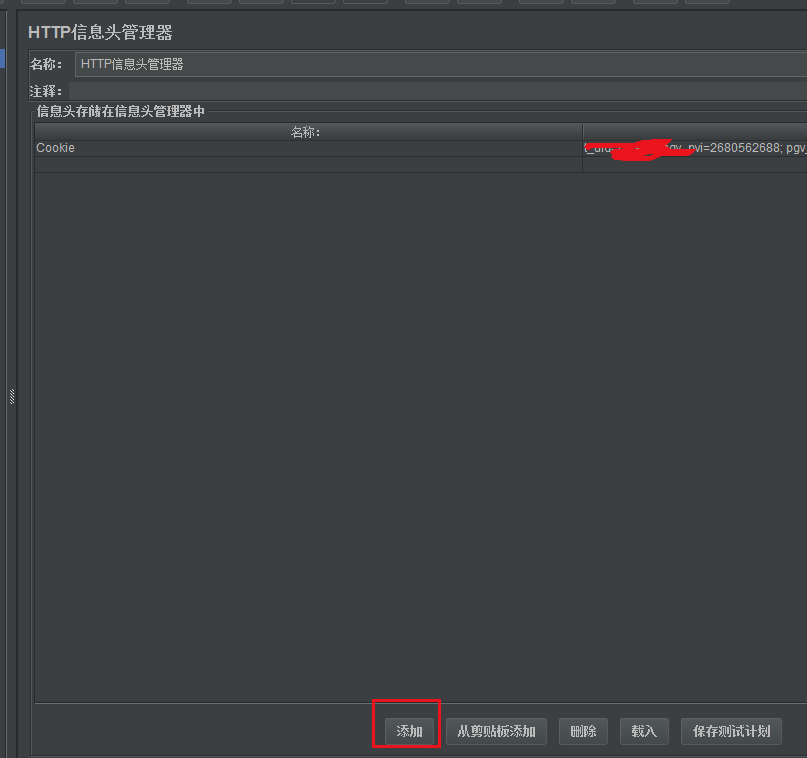 HTTP信息头管理器
名称： HTTP信息头管理器
注释：
信息头存储在信息头管理器中
名称：
Cookie pgv_pvi=2680562688; pgv_
添加 从剪贴板添加 删除 载入 保存测试计划